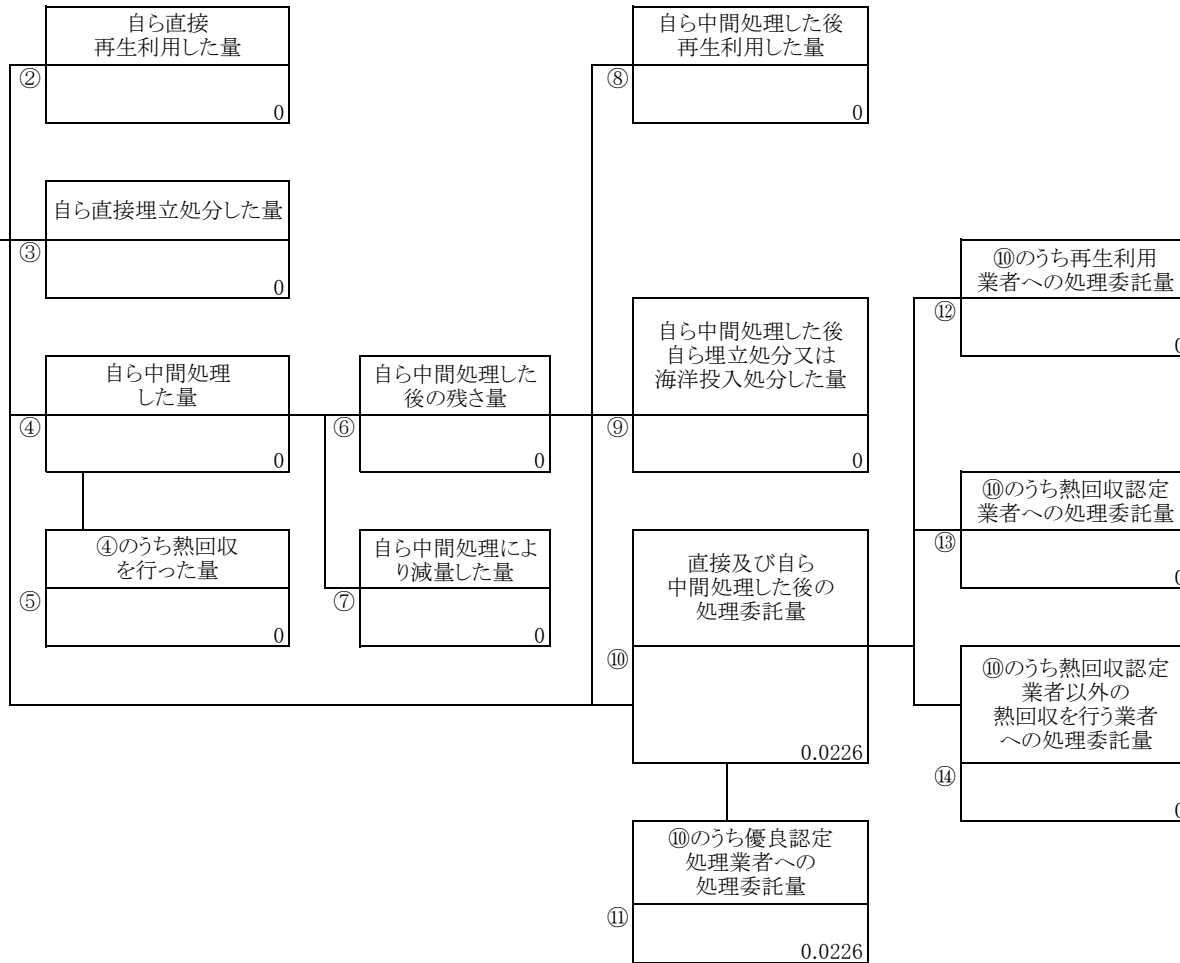 自ら直接
再生利用した量
②
0
自ら直接埋立処分した量
③
0
自ら中間処理
した量
④
0
④のうち熱回収
を行った量
⑤
0
自ら中間処理した
後の残さ量
⑥
0
自ら中間処理によ
り減量した量
⑦
0
自ら中間処理した後
再生利用した量
⑧
0
自ら中間処理した後
自ら埋立処分又は
海洋投入処分した量
⑨
0
直接及び自ら
中間処理した後の
処理委託量
⑩
0.0226
⑩のうち優良認定
処理業者への
処理委託量
⑪
0.0226
⑩のうち再生利用
業者への処理委託量
⑫
0
⑩のうち熱回収認定
業者への処理委託量
⑬
0
⑩のうち熱回収認定
業者以外の
熱回収を行う業者
への処理委託量
⑭
0